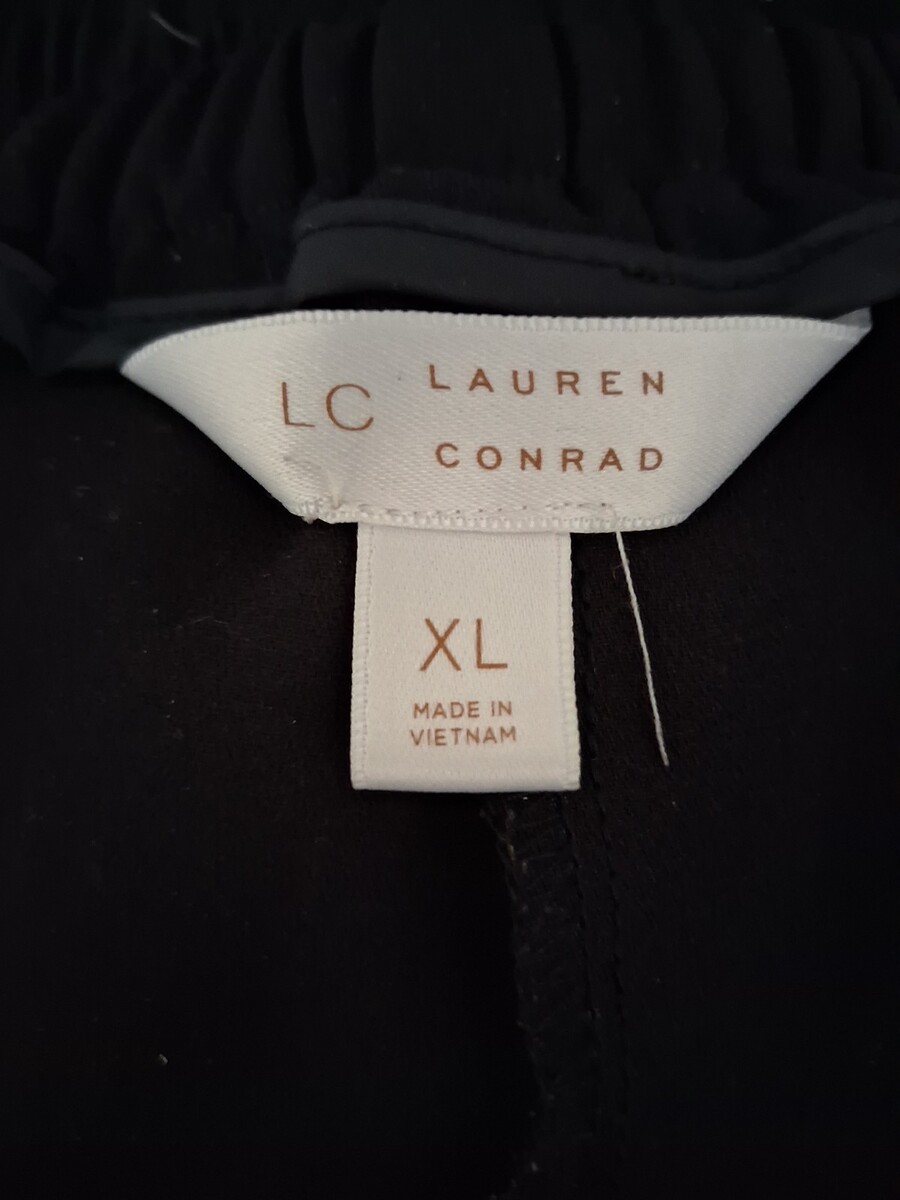 LC LAUREN
CONRAD
XL
MADE IN
VIETNAM